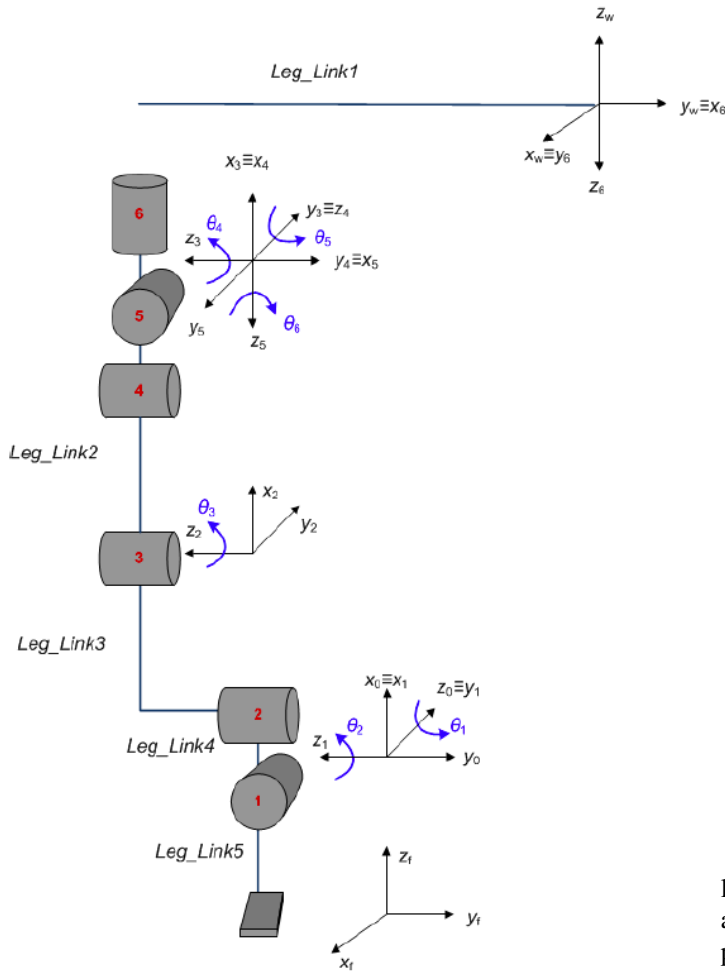 z_w
Leg_Link1
y_w≡x_6
x_w≡y_6
z_6
x_3≡x_4
6
y_3≡z_4
θ_4
θ_5
z_3
y_4≡x_5
5
y_5
z_5
θ_6
4
Leg_Link2
x_2
θ_3
z_2
y_2
3
Leg_Link3
x_0≡x_1
z_0≡y_1
2
θ_2
θ_1
Leg_Link4
z_1
y_0
1
Leg_Link5
z_f
y_f
x_f